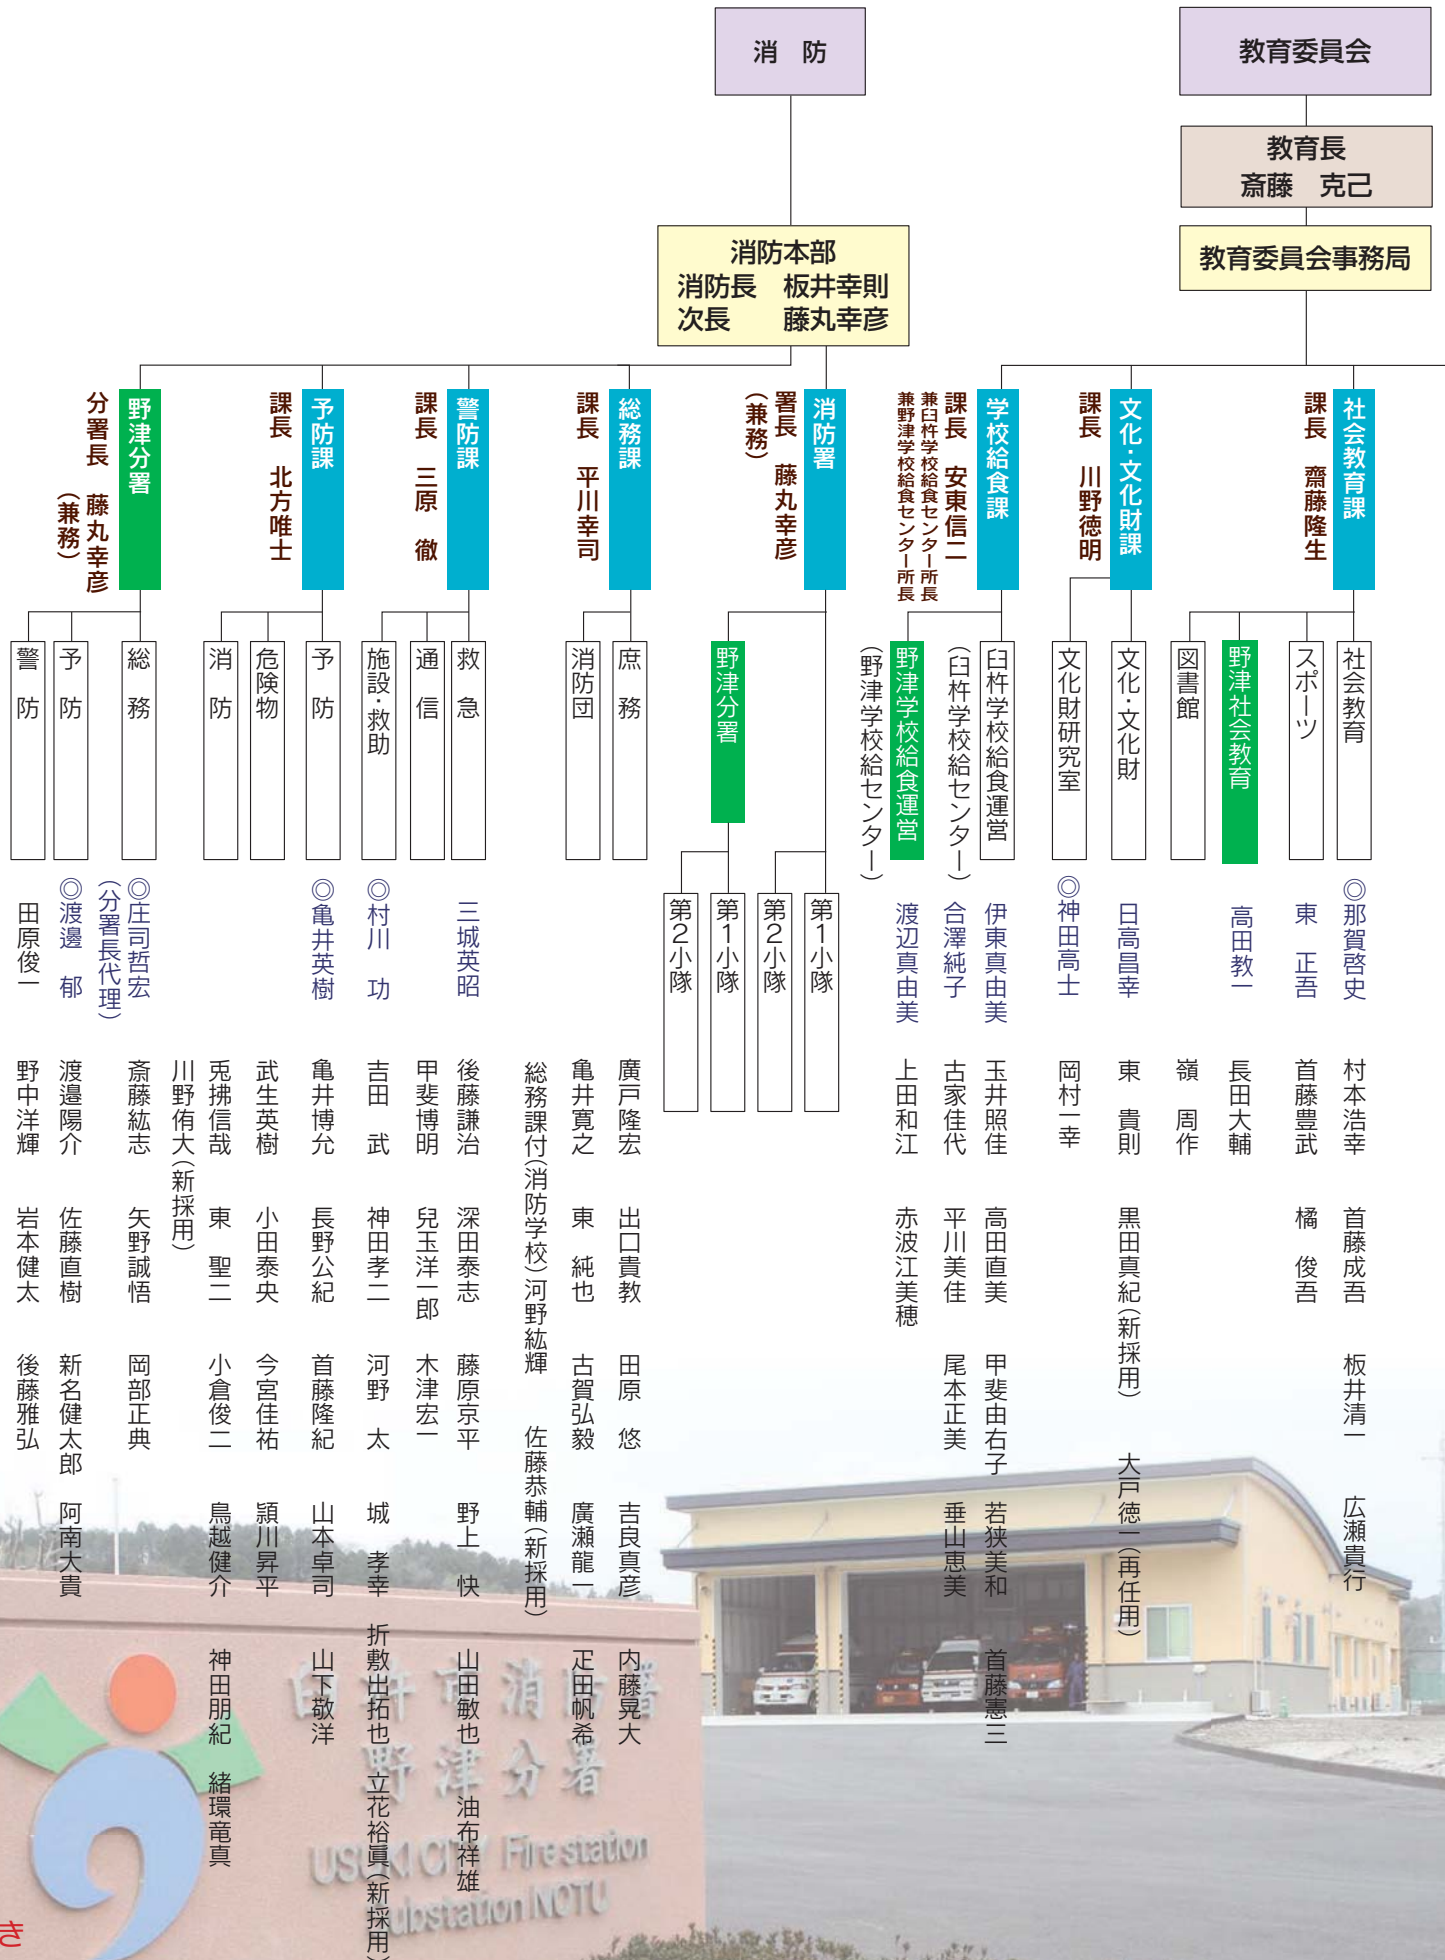 教育委員会
教育長
斎藤　克己
教育委員会事務局
社会教育課
課長　齋藤隆生
社会教育
◎那賀啓史　村本浩幸　首藤成吾　板井清一　広瀬貴行
スポーツ
東　正吾　首藤豊武　橘　俊吾
野津社会教育
高田教一　長田大輔
図書館
嶺　周作
文化・文化財課
課長　川野徳明
文化・文化財
日高昌幸　東　貴則　黒田真紀（新採用）　大戸徳一（再任用）
文化財研究室
◎神田高士　岡村一幸
学校給食課
課長　安東信二
兼臼杵学校給食センター所長
兼野津学校給食センター所長
臼杵学校給食運営
（臼杵学校給センター）
伊東真由美　玉井照佳　高田直美　甲斐由右子　若狭美和　首藤憲三
合澤純子　古家佳代　平川美佳　尾本正美　垂山恵美
野津学校給食運営
（野津学校給センター）
渡辺真由美　上田和江　赤波江美穂
消　防
消防本部
消防長　板井幸則
次長　　藤丸幸彦
消防署
署長　藤丸幸彦
（兼務）
第1小隊
第2小隊
野津分署
第1小隊
第2小隊
総務課
課長　平川幸司
庶　務
廣戸隆宏　出口貴教　田原　悠　吉良真彦　内藤晃大
消防団
亀井寛之　東　純也　古賀弘毅　廣瀬龍一　疋田帆希
総務課付（消防学校）河野紘輝　佐藤恭輔（新採用）
警防課
課長　三原　徹
救　急
三城英昭　後藤謙治　深田泰志　藤原京平　野上　快　山田敏也　油布祥雄
通　信
甲斐博明　兒玉洋一郎　木津宏一
施設・救助
◎村川　功　吉田　武　神田孝二　河野　太　城　孝幸　折敷出拓也　立花裕眞（新採用）
予防課
課長　北方唯士
予　防
◎亀井英樹　亀井博允　長野公紀　首藤隆紀　山本卓司　山下敬洋
危険物
武生英樹　小田泰央　今宮佳祐　頴川昇平
消　防
兎拂信哉　東　聖二　小倉俊二　鳥越健介　神田朋紀　緒環竜真
川野侑大（新採用）
野津分署
分署長　藤丸幸彦
（兼務）
総　務
◎庄司哲宏　斎藤紘志　矢野誠悟　岡部正典
（分署長代理）
予　防
◎渡邊　郁　渡邉陽介　佐藤直樹　新名健太郎　阿南大貴
警　防
田原俊一　野中洋輝　岩本健太　後藤雅弘
臼杵市消防署
野津分署
USUKI CITY Fire station
Substation NOTU
き